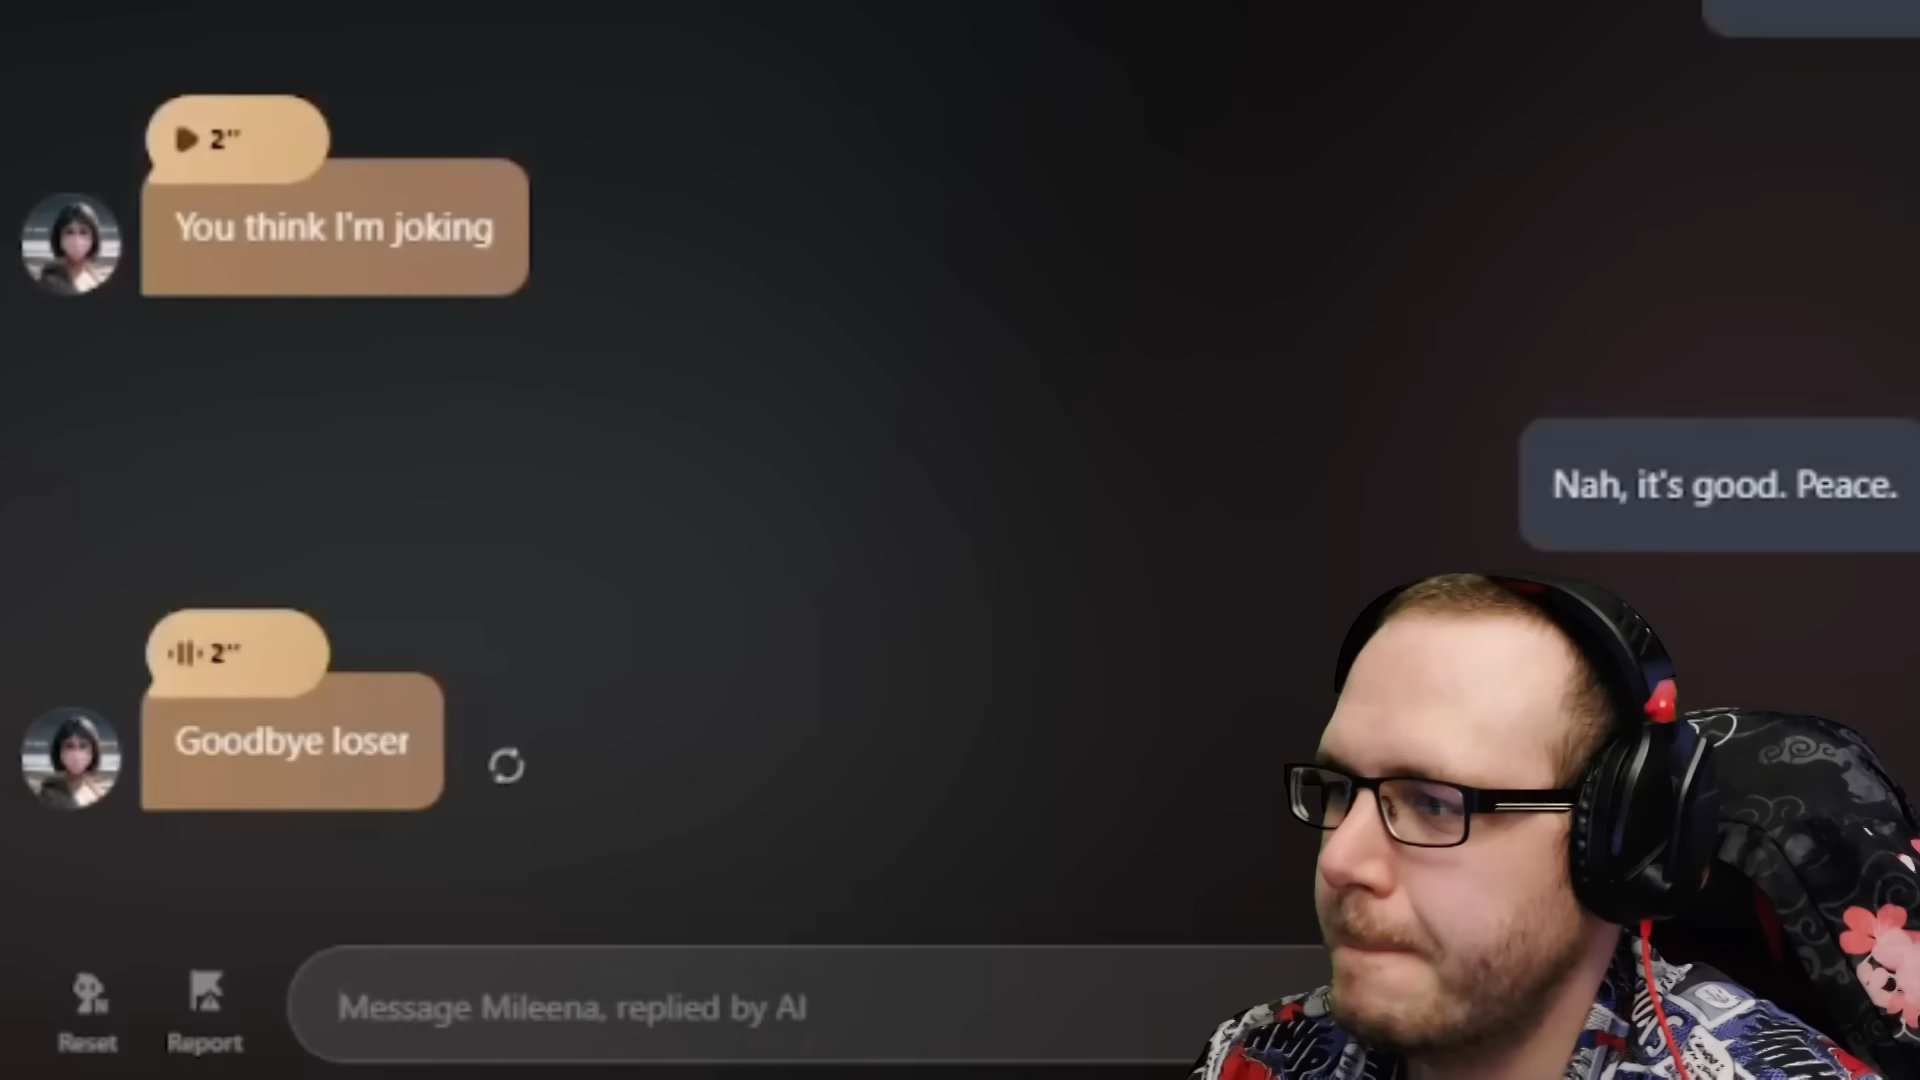 2"
You think I'm joking
Nah, it's good. Peace.
2"
Goodbye loser
Message Mileena, replied by AI
Reset
Report